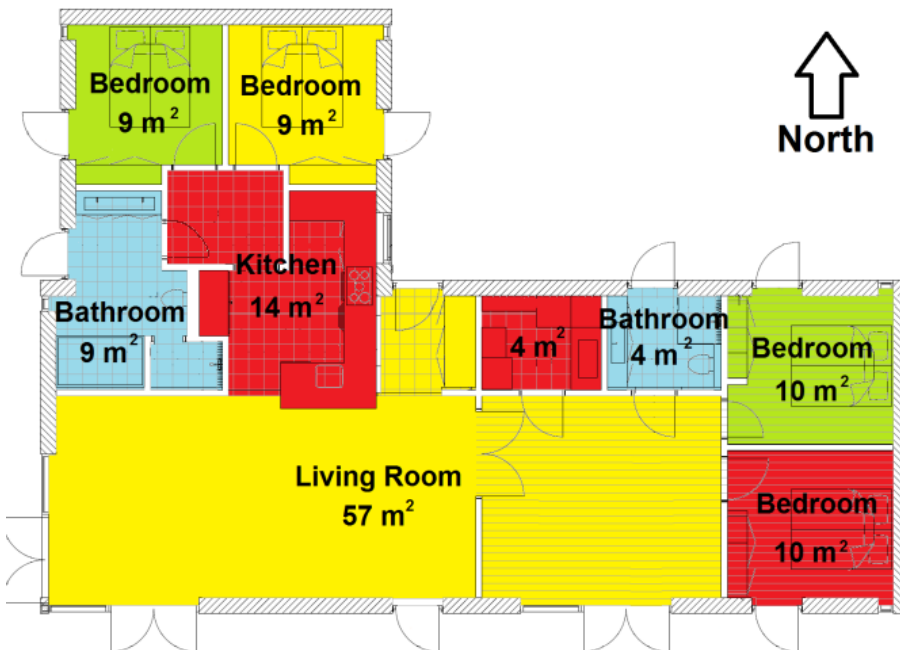 Bedroom
9 m²
Bedroom
9 m²
North
Kitchen
14 m²
Bathroom
9 m²
4 m²
Bathroom
4 m²
Bedroom
10 m²
Living Room
57 m²
Bedroom
10 m²